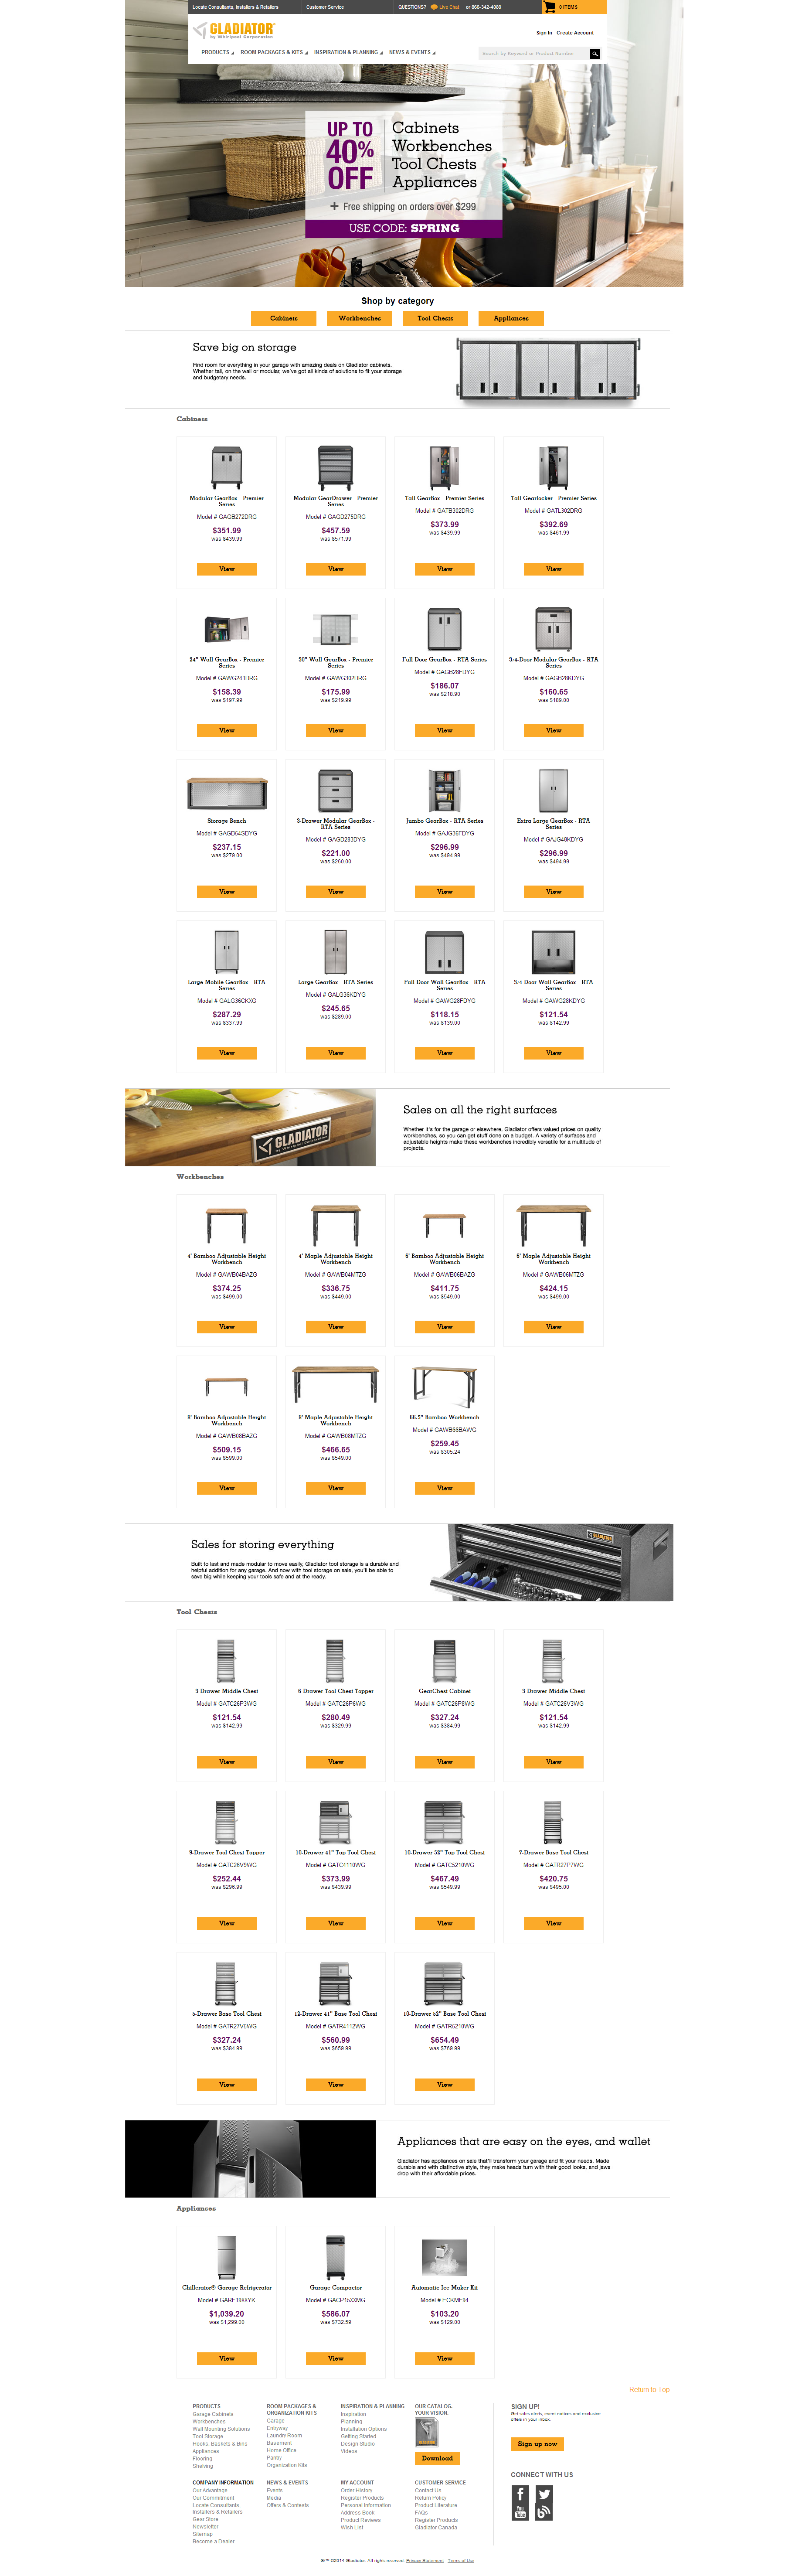 Locate Consultants, Installers & Retailers
Customer Service
QUESTIONS? Live Chat or 866-342-4089
0 ITEMS
GLADIATOR
by Whirlpool Corporation
Sign In Create Account
PRODUCTS ROOM PACKAGES & KITS INSPIRATION & PLANNING NEWS & EVENTS
Search by Keyword or Product Number
UP TO 40% OFF
Cabinets
Workbenches
Tool Chests
Appliances
+ Free shipping on orders over $299
USE CODE: SPRING
Shop by category
Cabinets Workbenches Tool Chests Appliances
Save big on storage
Find room for everything in your garage with amazing deals on Gladiator cabinets.
Whether tall, on the wall or modular, we've got all kinds of solutions to fit your storage
and budgetary needs.
Cabinets
Modular GearBox - Premier
Series
Model # GAGB272DRG
$351.99
was $439.99
View
Modular GearDrawer - Premier
Series
Model # GAGD275DRG
$457.59
was $571.99
View
Tall GearBox - Premier Series
Model # GATB302DRG
$373.99
was $439.99
View
Tall Gearlocker - Premier Series
Model # GATL302DRG
$392.69
was $461.99
View
24" Wall GearBox - Premier
Series
Model # GAWG241DRG
$158.39
was $197.99
View
30" Wall GearBox - Premier
Series
Model # GAWG302DRG
$175.99
was $219.99
View
Full Door GearBox - RTA Series
Model # GAGB28FDYG
$186.07
was $218.90
View
3/4-Door Modular GearBox - RTA
Series
Model # GAGB28KDYG
$160.65
was $189.00
View
Storage Bench
Model # GAGB54SBYG
$237.15
was $279.00
View
3-Drawer Modular GearBox -
RTA Series
Model # GAGD283DYG
$221.00
was $260.00
View
Jumbo GearBox - RTA Series
Model # GAJG36FDYG
$296.99
was $494.99
View
Extra Large GearBox - RTA
Series
Model # GAJG48KDYG
$296.99
was $494.99
View
Large Mobile GearBox - RTA
Series
Model # GALG36CKXG
$287.29
was $337.99
View
Large GearBox - RTA Series
Model # GALG36KDYG
$245.65
was $289.00
View
Full-Door Wall GearBox - RTA
Series
Model # GAWG28FDYG
$118.15
was $139.00
View
3/4-Door Wall GearBox - RTA
Series
Model # GAWG28KDYG
$121.54
was $142.99
View
GLADIATOR
Sales on all the right surfaces
Whether it's for the garage or elsewhere, Gladiator offers valued prices on quality
workbenches, so you can get stuff done on a budget. A variety of surfaces and
adjustable heights make these workbenches incredibly versatile for a multitude of
projects.
Workbenches
4' Bamboo Adjustable Height
Workbench
Model # GAWB04BAZG
$374.25
was $499.00
View
4' Maple Adjustable Height
Workbench
Model # GAWB04MTZG
$336.75
was $449.00
View
6' Bamboo Adjustable Height
Workbench
Model # GAWB06BAZG
$411.75
was $549.00
View
6' Maple Adjustable Height
Workbench
Model # GAWB06MTZG
$424.15
was $499.00
View
8' Bamboo Adjustable Height
Workbench
Model # GAWB08BAZG
$509.15
was $599.00
View
8' Maple Adjustable Height
Workbench
Model # GAWB08MTZG
$466.65
was $549.00
View
66.5" Bamboo Workbench
Model # GAWB66BAWG
$259.45
was $305.24
View
Sales for storing everything
Built to last and made modular to move easily, Gladiator tool storage is a durable and
helpful addition for any garage. And now with tool storage on sale, you'll be able to
save big while keeping your tools safe and at the ready.
GLADIATOR
Tool Chests
3-Drawer Middle Chest
Model # GATC26P3WG
$121.54
was $142.99
View
6-Drawer Tool Chest Topper
Model # GATC26P6WG
$280.49
was $329.99
View
GearChest Cabinet
Model # GATC26P8WG
$327.24
was $384.99
View
3-Drawer Middle Chest
Model # GATC26V3WG
$121.54
was $142.99
View
9-Drawer Tool Chest Topper
Model # GATC26V9WG
$252.44
was $296.99
View
10-Drawer 41" Top Tool Chest
Model # GATC4110WG
$373.99
was $439.99
View
10-Drawer 52" Top Tool Chest
Model # GATC5210WG
$467.49
was $549.99
View
7-Drawer Base Tool Chest
Model # GATR27P7WG
$420.75
was $495.00
View
5-Drawer Base Tool Chest
Model # GATR27V5WG
$327.24
was $384.99
View
12-Drawer 41" Base Tool Chest
Model # GATR4112WG
$560.99
was $659.99
View
10-Drawer 52" Base Tool Chest
Model # GATR5210WG
$654.49
was $769.99
View
Appliances that are easy on the eyes, and wallet
Gladiator has appliances on sale that'll transform your garage and fit your needs. Made
durable and with distinctive style, they make heads turn with their good looks, and jaws
drop with their affordable prices.
Appliances
Chillerator® Garage Refrigerator
Model # GARF19XXYK
$1,039.20
was $1,299.00
View
Garage Compactor
Model # GACP15XXMG
$586.07
was $732.59
View
Automatic Ice Maker Kit
Model # ECKMF94
$103.20
was $129.00
View
Return to Top
PRODUCTS
Garage Cabinets
Workbenches
Wall Mounting Solutions
Tool Storage
Hooks, Baskets & Bins
Appliances
Flooring
Shelving
ROOM PACKAGES &
ORGANIZATION KITS
Garage
Entryway
Laundry Room
Basement
Home Office
Pantry
Organization Kits
INSPIRATION & PLANNING
Inspiration
Planning
Installation Options
Getting Started
Design Studio
Videos
OUR CATALOG.
YOUR VISION.
Download
SIGN UP!
Get sales alerts, event notices and exclusive
offers in your inbox.
Sign up now
COMPANY INFORMATION
Our Advantage
Our Commitment
Locate Consultants,
Installers & Retailers
Gear Store
Newsletter
Sitemap
Become a Dealer
NEWS & EVENTS
Events
Media
Offers & Contests
MY ACCOUNT
Order History
Register Products
Personal Information
Address Book
Product Reviews
Wish List
CUSTOMER SERVICE
Contact Us
Return Policy
Product Literature
FAQs
Register Products
Gladiator Canada
CONNECT WITH US
You Tube
®/™ ©2014 Gladiator. All rights reserved. Privacy Statement - Terms of Use